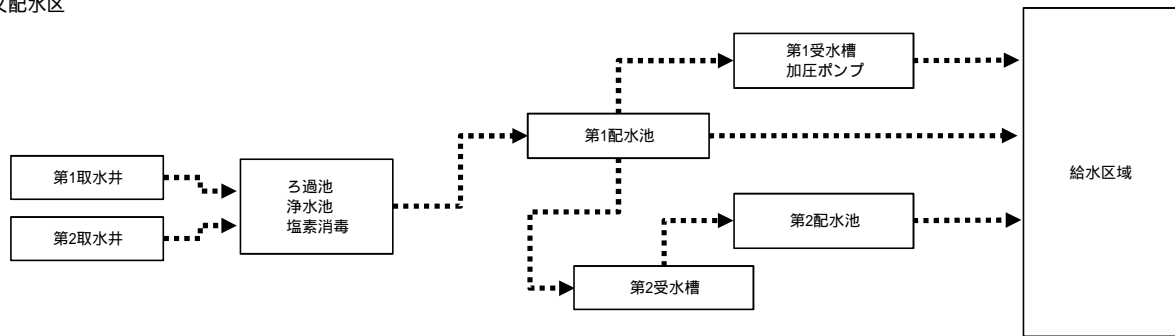 配水区
第1受水槽
加圧ポンプ
第1配水池
給水区域
第1取水井
ろ過池
浄水池
塩素消毒
第2取水井
第2配水池
第2受水槽